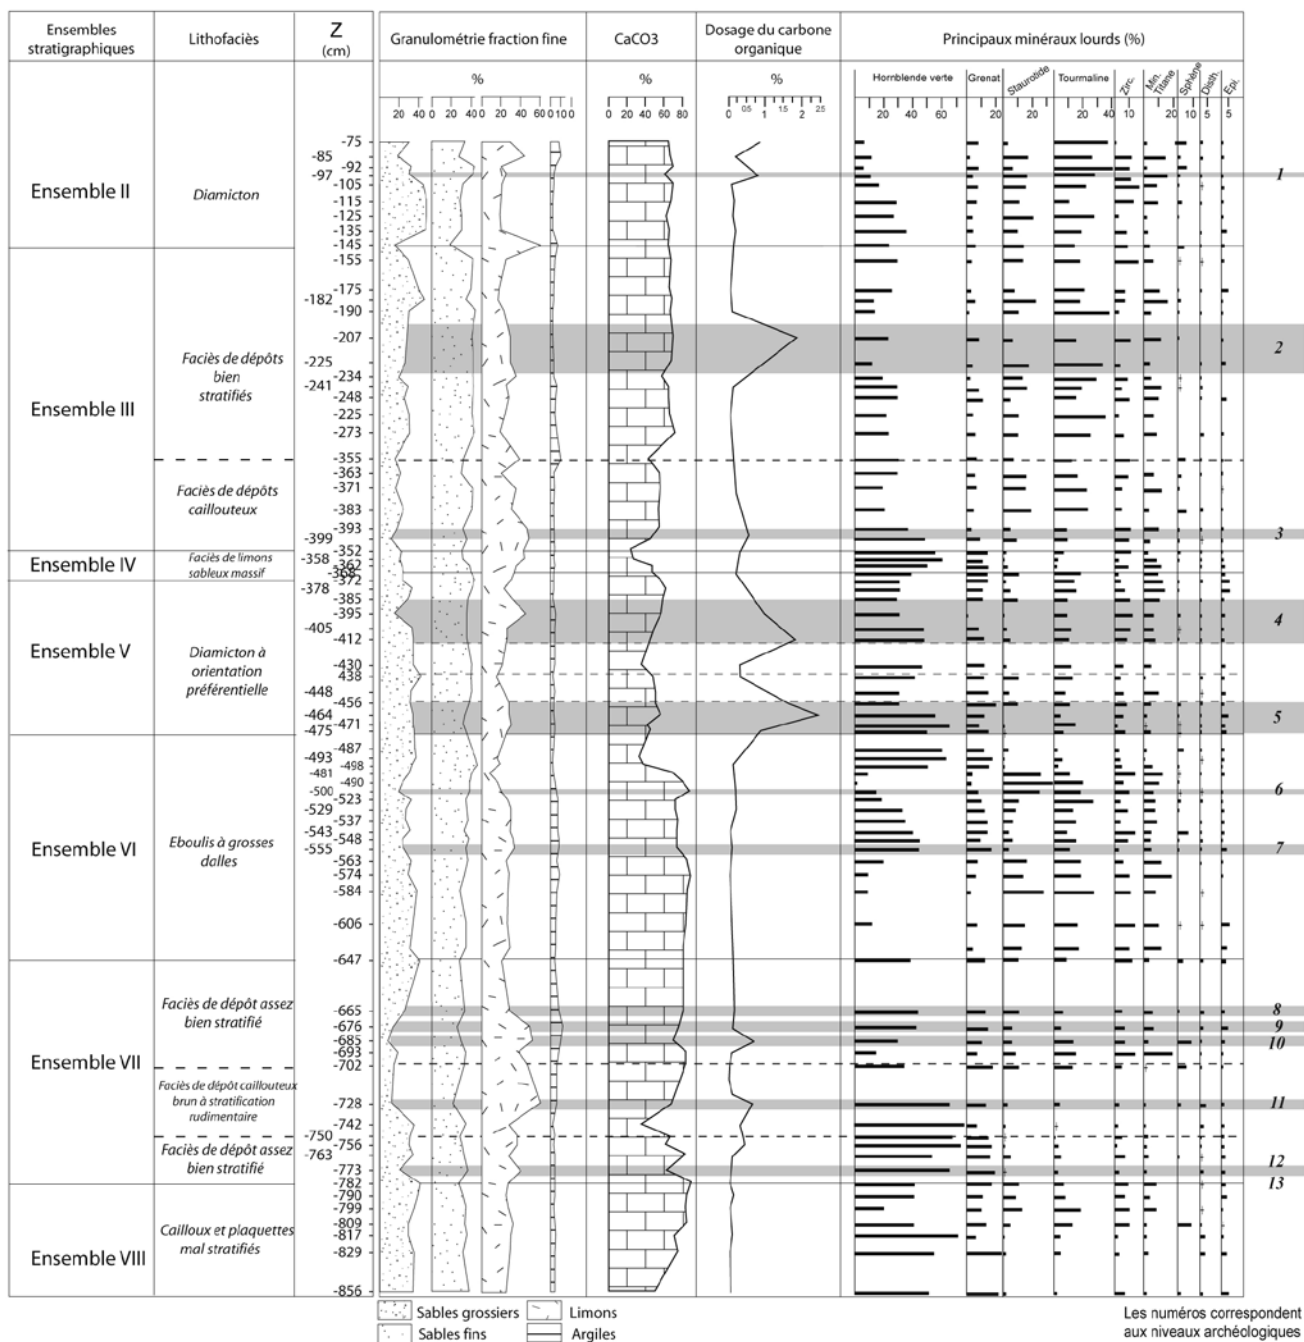 Ensembles
stratigraphiques
Lithofaciès
Z
(cm)
Granulométrie fraction fine
CaCO3
Dosage du carbone
organique
Principaux minéraux lourds (%)
%
%
%
Hornblende verte
Grenat
Staurotide
Tourmaline
Zirc.
Min.
Titane
Sphène
Disth.
Epi.
20 40
20 40
20 40 60
0 100
0 20 40 60 80
0 0.5 1 1.5 2 2.5
20 40 60
20
20
20 40
10
20
10
5
5
Ensemble II
Diamicton
-75
-85
-92
-97
-105
-115
-125
-135
-145
1
Ensemble III
Faciès de dépôts
bien
stratifiés
-155
-175
-182
-190
-207
-225
-234
-241
-248
-225
-273
-355
2
Faciès de dépôts
caillouteux
-363
-371
-383
-393
-399
3
Ensemble IV
Faciès de limons
sableux massif
-352
-358
-362
-368
Ensemble V
Diamicton à
orientation
préférentielle
-372
-378
-385
-395
-405
-412
-430
438
-448
-456
-464
-471
-475
4
5
Ensemble VI
Eboulis à grosses
dalles
-487
-493
-498
-481
-490
-500
-523
-529
-537
-543
-548
-555
-563
-574
-584
-606
-647
6
7
Ensemble VII
Faciès de dépôt assez
bien stratifié
-665
-676
-685
-693
-702
8
9
10
Faciès de dépôt caillouteux
brun à stratification
rudimentaire
-728
-742
11
Faciès de dépôt assez
bien stratifié
-750
-756
-763
-773
-782
12
13
Ensemble VIII
Cailloux et plaquettes
mal stratifiés
-790
-799
-809
-817
-829
-856
Sables grossiers
Limons
Sables fins
Argiles
Les numéros correspondent
aux niveaux archéologiques